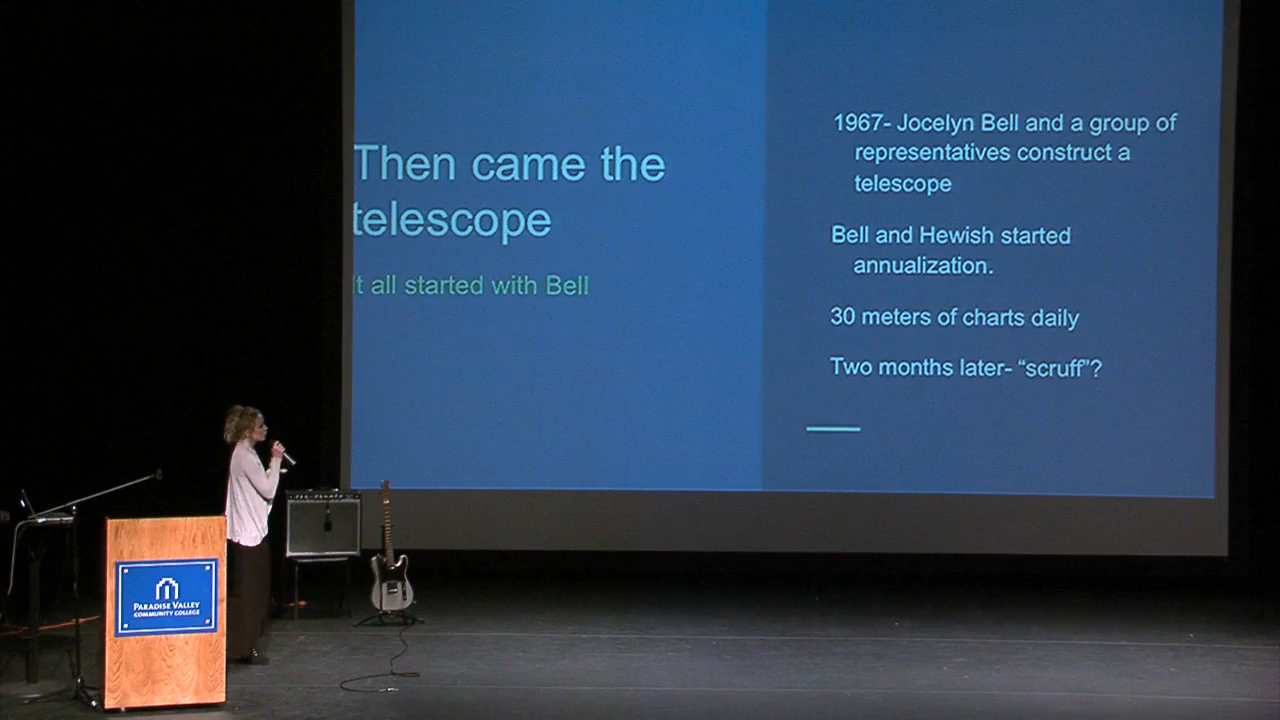 Then came the
telescope
It all started with Bell
1967- Jocelyn Bell and a group of
representatives construct a
telescope
Bell and Hewish started
annualization.
30 meters of charts daily
Two months later- “scruff”?
PARADISE VALLEY
COMMUNITY COLLEGE